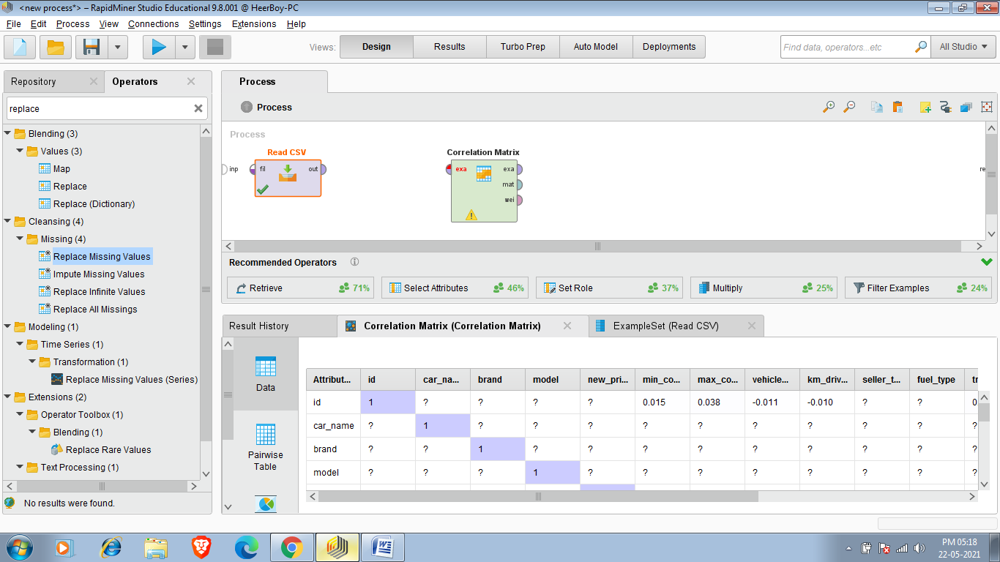 <new process*> – RapidMiner Studio Educational 9.8.001 @ HeerBoy-PC
File Edit Process View Connections Settings Extensions Help
Views: Design Results Turbo Prep Auto Model Deployments Find data, operators...etc All Studio
Repository Operators
replace
Blending (3)
Values (3)
Map
Replace
Replace (Dictionary)
Cleansing (4)
Missing (4)
Replace Missing Values
Impute Missing Values
Replace Infinite Values
Replace All Missings
Modeling (1)
Time Series (1)
Transformation (1)
Replace Missing Values (Series)
Extensions (2)
Operator Toolbox (1)
Blending (1)
Replace Rare Values
Text Processing (1)
No results were found.
Process
Process
Process
Read CSV
inp fil out
Correlation Matrix
exa exa
mat
wei
re
Recommended Operators
Retrieve 71% Select Attributes 46% Set Role 37% Multiply 25% Filter Examples 24%
Result History Correlation Matrix (Correlation Matrix) ExampleSet (Read CSV)
Data
Pairwise
Table
Attribut... id car_na... brand model new_pri... min_co... max_co... vehicle... km_driv... seller_t... fuel_type tr
id 1 ? ? ? ? 0.015 0.038 -0.011 -0.010 ? ? 0
car_name ? 1 ? ? ? ? ? ? ? ? ? ?
brand ? ? 1 ? ? ? ? ? ? ? ? ?
model ? ? ? 1 ? ? ? ? ? ? ? ?
PM 05:18
22-05-2021